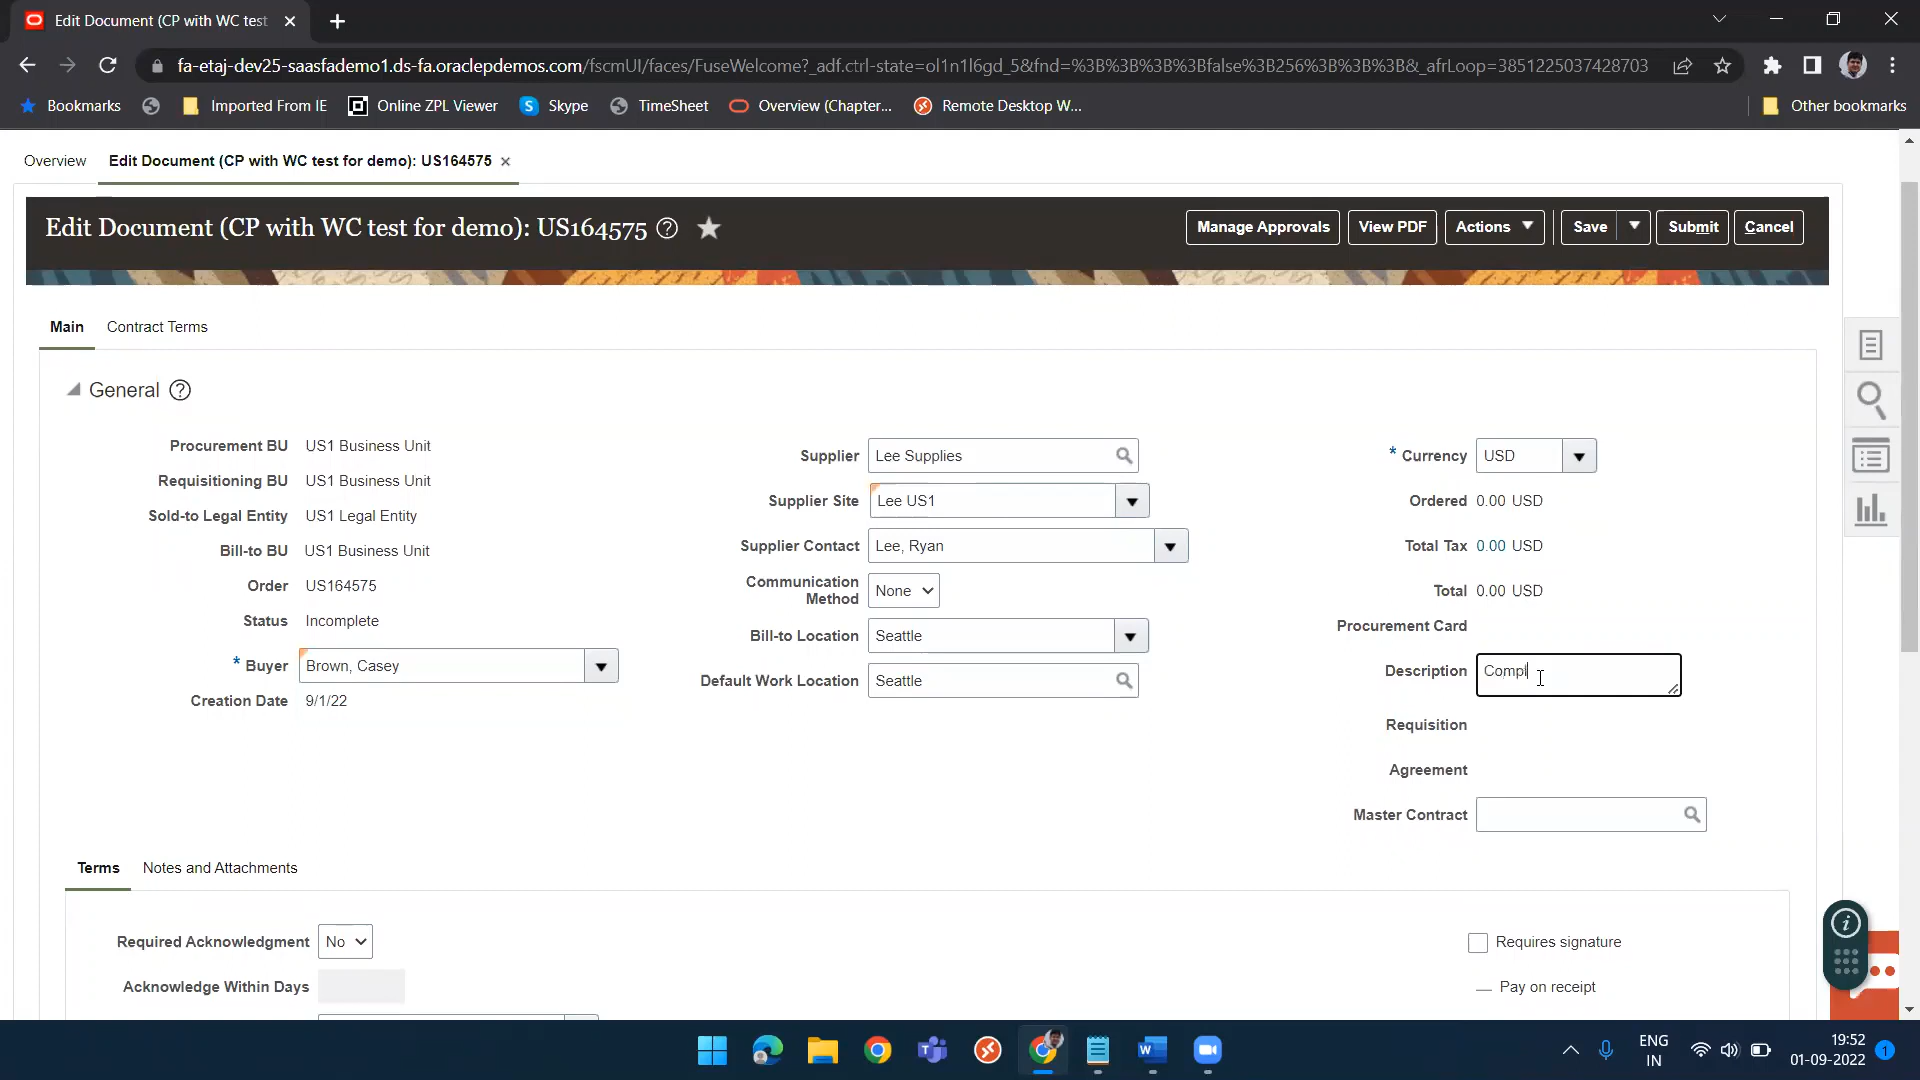 Edit Document (CP with WC test
fa-etaj-dev25-saasfademo1.ds-fa.oraclepdemos.com/fscmUI/faces/FuseWelcome?_adf.ctrl-state=ol1n1l6gd_5&fnd=%3B%3B%3B%3Bfalse%3B256%3B%3B%3B&_afrLoop=3851225037428703
Bookmarks Imported From IE Online ZPL Viewer Skype TimeSheet Overview (Chapter... Remote Desktop W... Other bookmarks
Overview Edit Document (CP with WC test for demo): US164575
Edit Document (CP with WC test for demo): US164575 Manage Approvals View PDF Actions Save Submit Cancel
Main Contract Terms
General
Procurement BU US1 Business Unit
Requisitioning BU US1 Business Unit
Sold-to Legal Entity US1 Legal Entity
Bill-to BU US1 Business Unit
Order US164575
Status Incomplete
* Buyer Brown, Casey
Creation Date 9/1/22
Supplier Lee Supplies
Supplier Site Lee US1
Supplier Contact Lee, Ryan
Communication
Method None
Bill-to Location Seattle
Default Work Location Seattle
* Currency USD
Ordered 0.00 USD
Total Tax 0.00 USD
Total 0.00 USD
Procurement Card
Description Compl
Requisition
Agreement
Master Contract
Terms Notes and Attachments
Required Acknowledgment No
Acknowledge Within Days
Requires signature
Pay on receipt
ENG
IN
19:52
01-09-2022
1